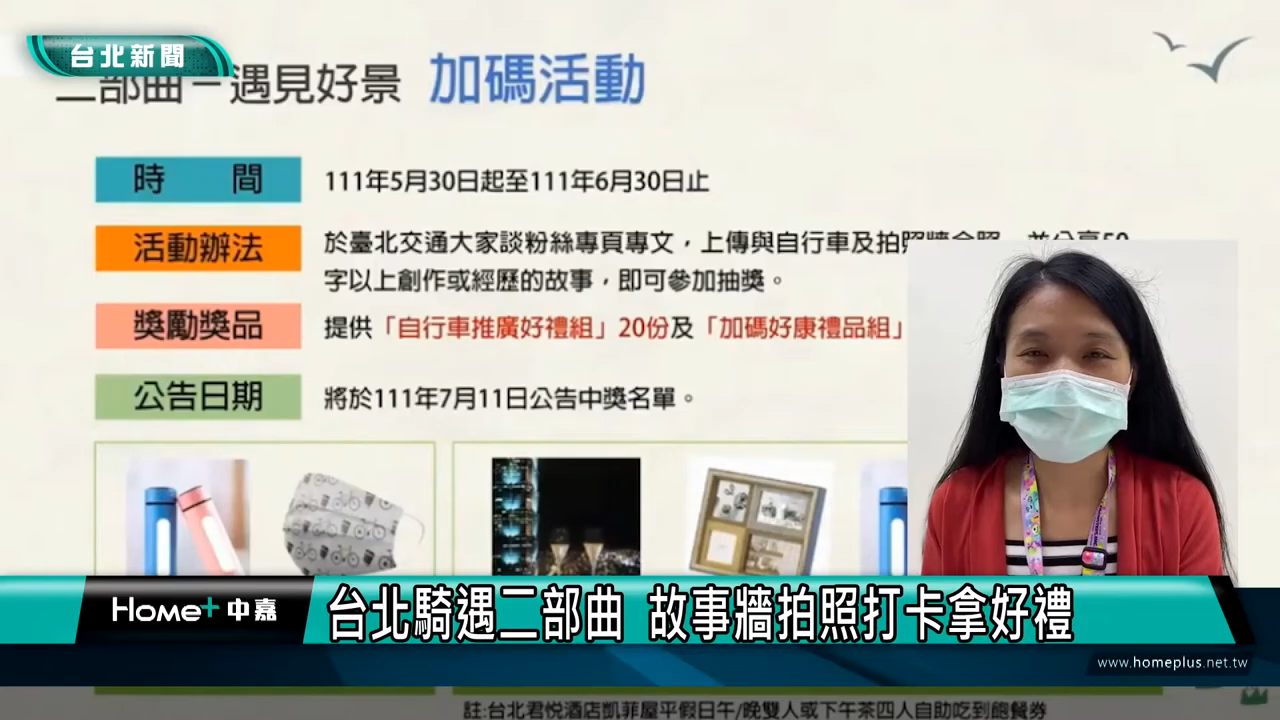 台北新聞
二部曲－遇見好景 加碼活動
時 間
111年5月30日起至111年6月30日止
活動辦法
於臺北交通大家談粉絲專頁專文，上傳與自行車及拍照牆合照，並分享50
字以上創作或經歷的故事，即可參加抽獎。
獎勵獎品
提供「自行車推廣好禮組」20份及「加碼好康禮品組」
公告日期
將於111年7月11日公告中獎名單。
Home+中嘉
台北騎遇二部曲 故事牆拍照打卡拿好禮
www.homeplus.net.tw
註:台北君悅酒店凱菲屋平假日午/晚雙人或下午茶四人自助吃到飽餐券